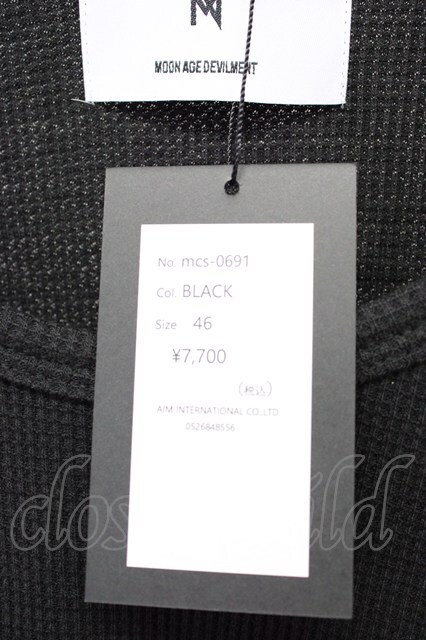 MOON AGE DEVILMENT
No. mcs-0691
Col. BLACK
Size 46
¥7,700
(税込)
AIM INTERNATIONAL CO.,LTD.
0526848556